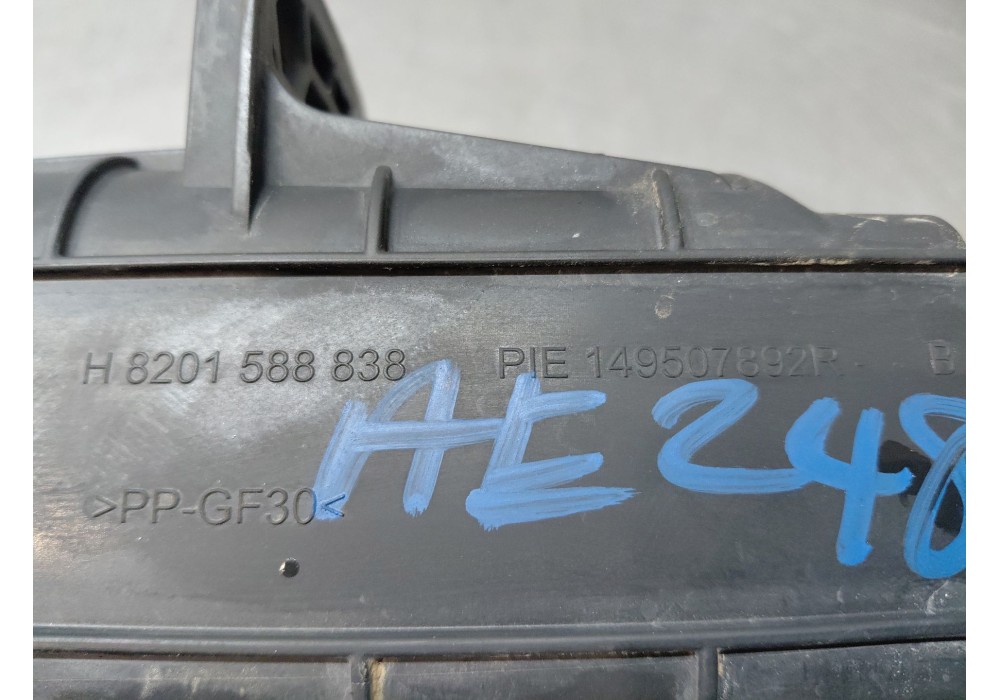 H 8201 588 838 PIE 149507892R B
AE248
>PP-GF30<